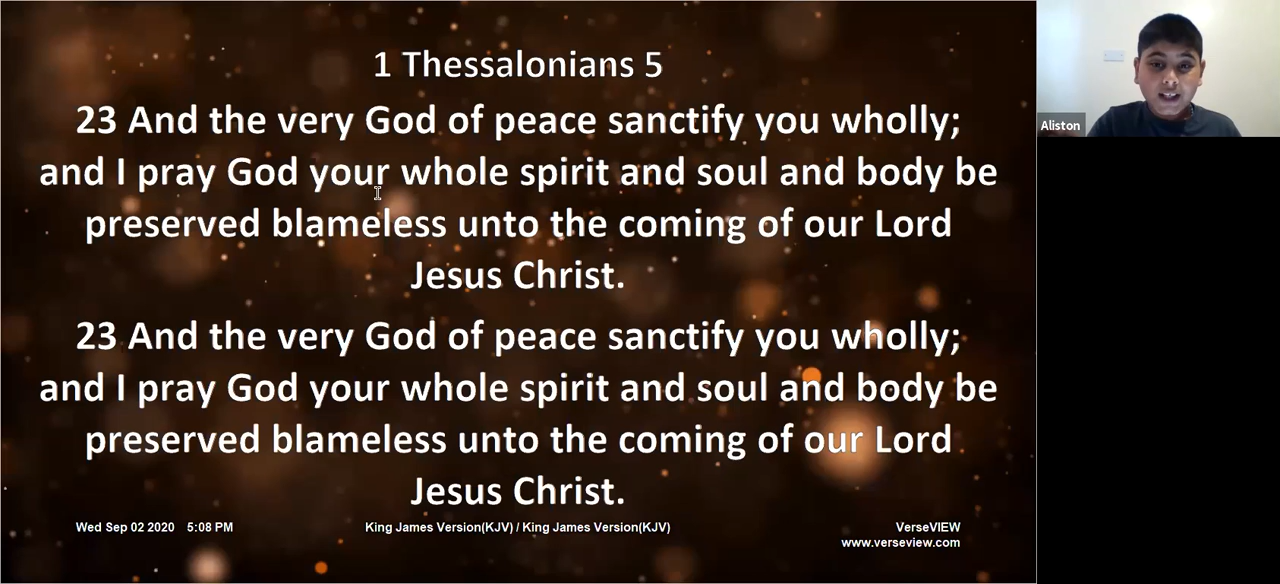 1 Thessalonians 5
23 And the very God of peace sanctify you wholly;
and I pray God your whole spirit and soul and body be
preserved blameless unto the coming of our Lord
Jesus Christ.
23 And the very God of peace sanctify you wholly;
and I pray God your whole spirit and soul and body be
preserved blameless unto the coming of our Lord
Jesus Christ.
Wed Sep 02 2020 5:08 PM
King James Version(KJV) / King James Version(KJV)
VerseVIEW
www.verseview.com
Aliston